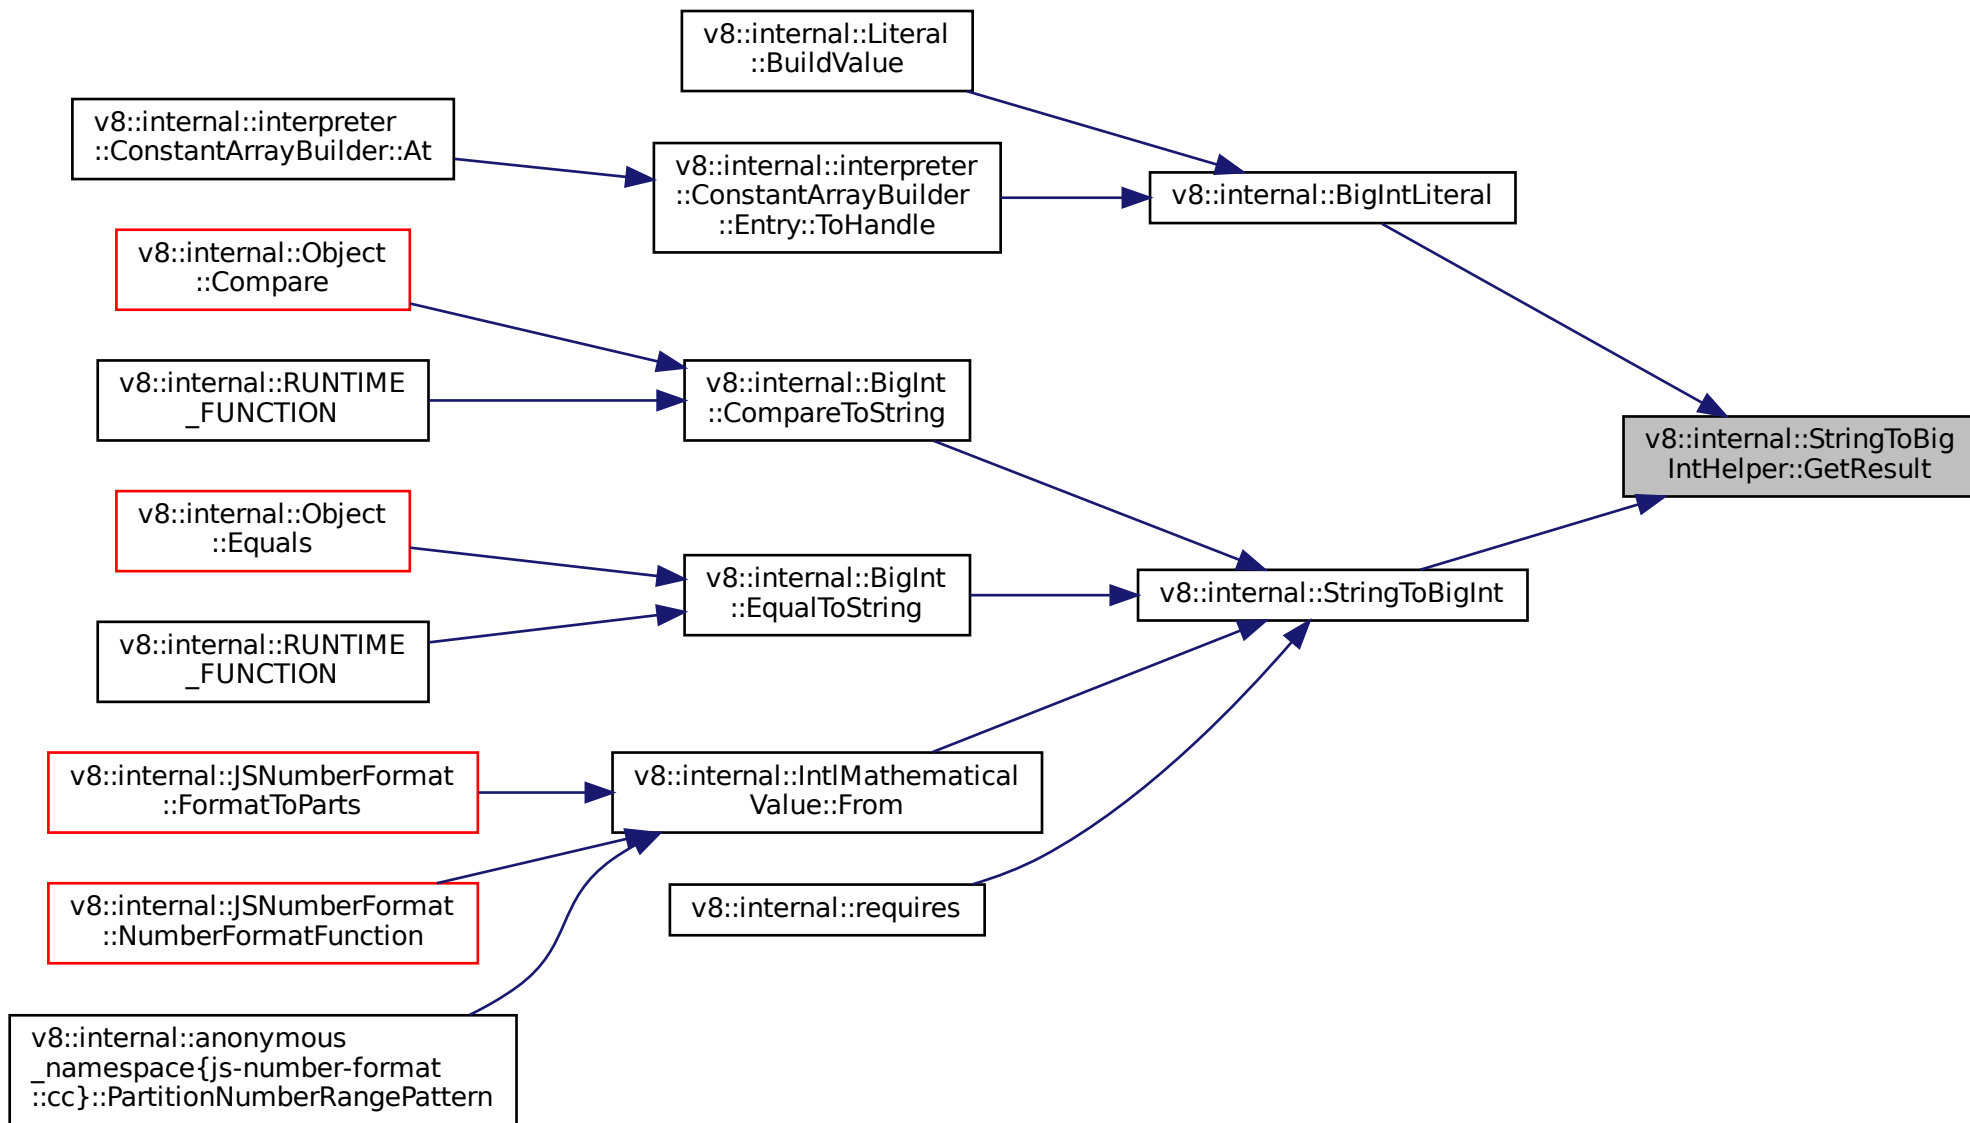 v8::internal::Literal
::BuildValue
v8::internal::interpreter
::ConstantArrayBuilder::At
v8::internal::interpreter
::ConstantArrayBuilder
::Entry::ToHandle
v8::internal::BigIntLiteral
v8::internal::Object
::Compare
v8::internal::RUNTIME
_FUNCTION
v8::internal::BigInt
::CompareToString
v8::internal::StringToBig
IntHelper::GetResult
v8::internal::Object
::Equals
v8::internal::BigInt
::EqualToString
v8::internal::StringToBigInt
v8::internal::RUNTIME
_FUNCTION
v8::internal::JSNumberFormat
::FormatToParts
v8::internal::IntlMathematical
Value::From
v8::internal::JSNumberFormat
::NumberFormatFunction
v8::internal::requires
v8::internal::anonymous
_namespace{js-number-format
::cc}::PartitionNumberRangePattern